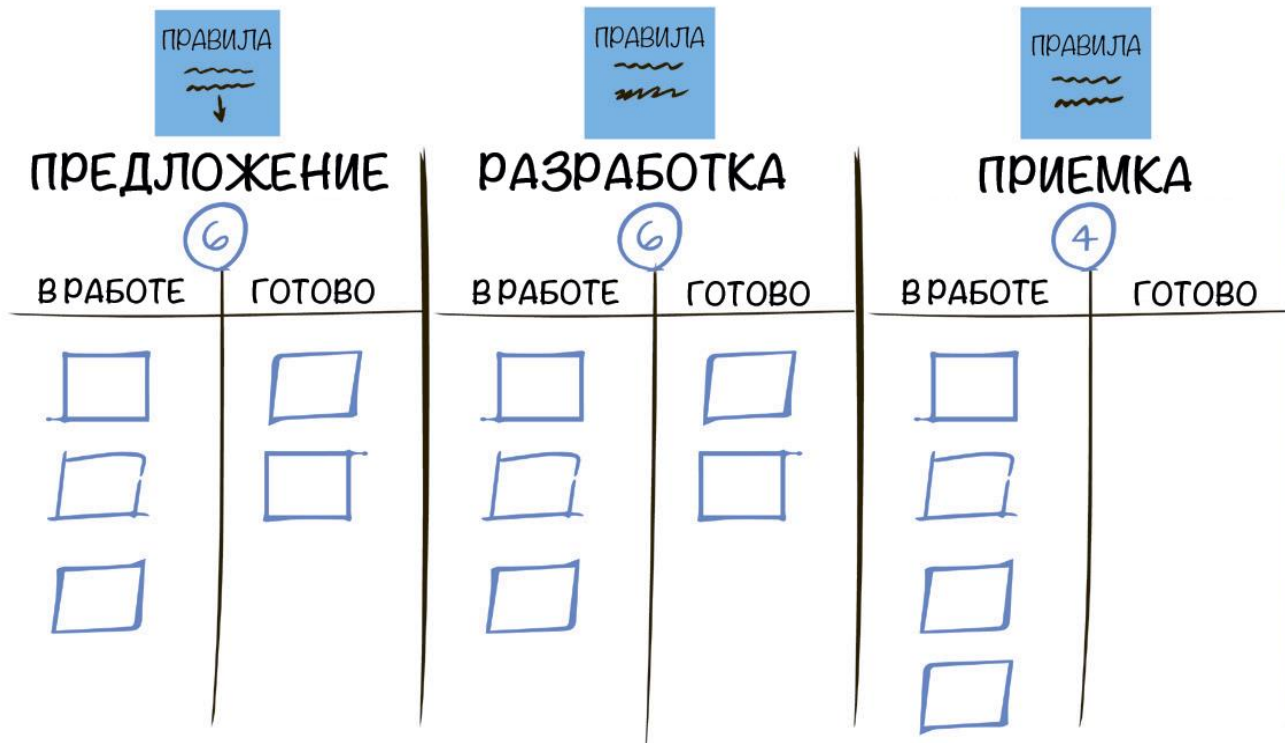 ПРАВИЛА
ПРАВИЛА
ПРАВИЛА
ПРЕДЛОЖЕНИЕ
РАЗРАБОТКА
ПРИЕМКА
6
6
4
В РАБОТЕ
ГОТОВО
В РАБОТЕ
ГОТОВО
В РАБОТЕ
ГОТОВО